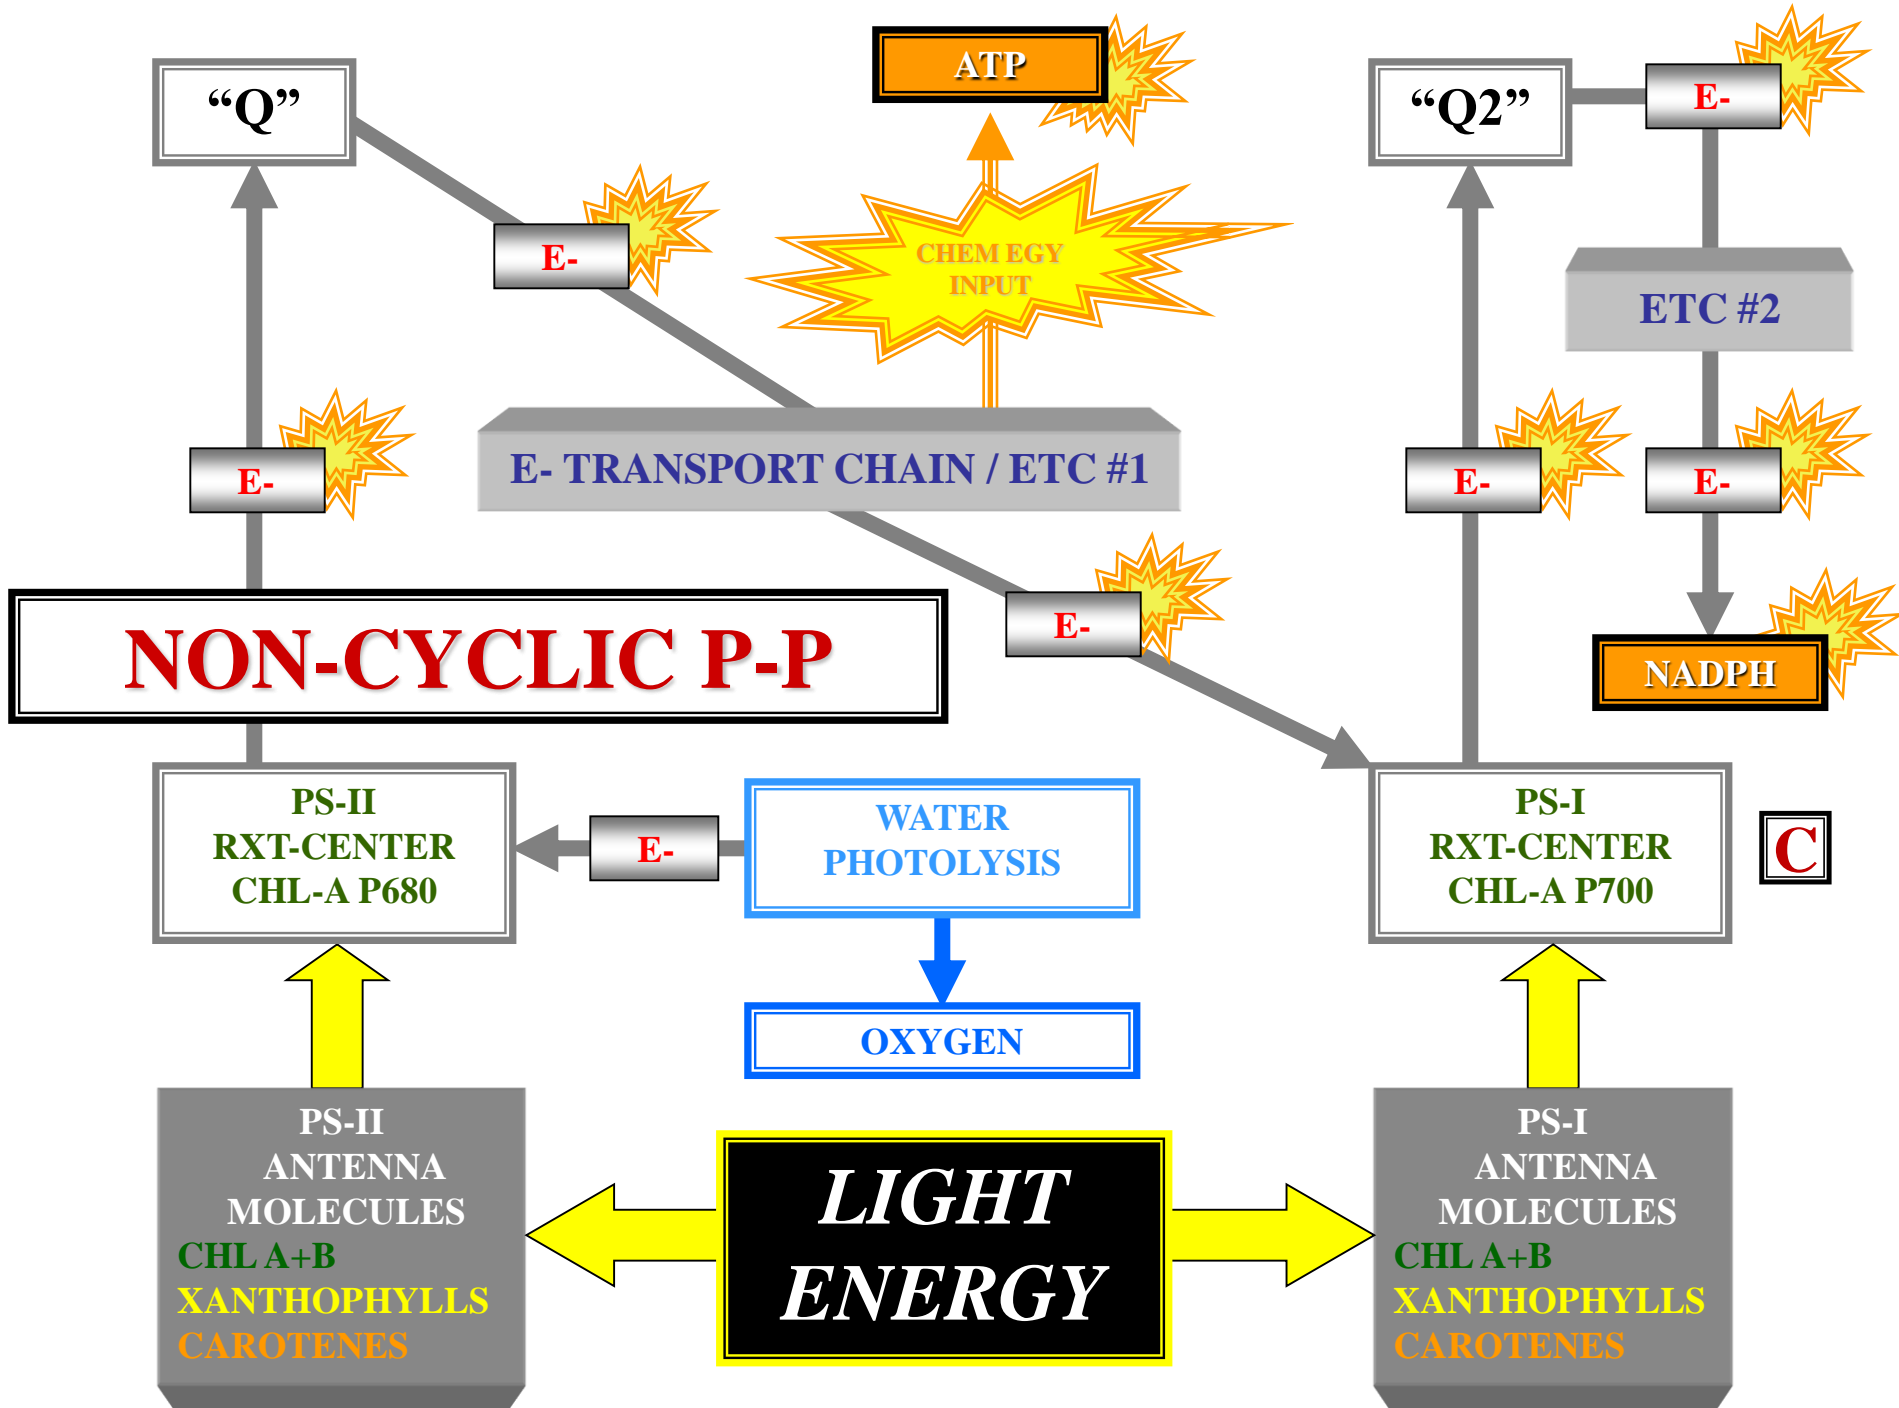 ATP
“Q”
“Q2”
E-
E-
CHEM EGY
INPUT
ETC #2
E- TRANSPORT CHAIN / ETC #1
E-
E-
E-
E-
NON-CYCLIC P-P
NADPH
PS-II
RXT-CENTER
CHL-A P680
E-
WATER
PHOTOLYSIS
PS-I
RXT-CENTER
CHL-A P700
C
OXYGEN
PS-II
ANTENNA
MOLECULES
CHL A+B
XANTHOPHYLLS
CAROTENES
LIGHT
ENERGY
PS-I
ANTENNA
MOLECULES
CHL A+B
XANTHOPHYLLS
CAROTENES